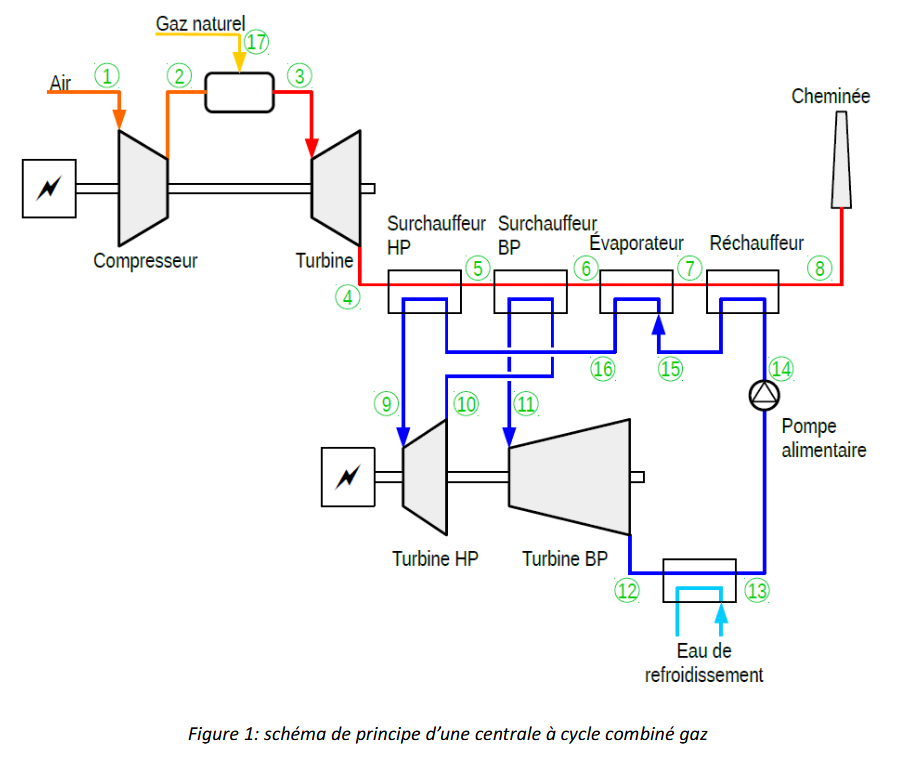 Gaz naturel
⑰
Air
①
②
③
Cheminée
Compresseur
Turbine
④
Surchauffeur
HP
⑤
Surchauffeur
BP
⑥
Évaporateur
⑦
Réchauffeur
⑧
⑯
⑮
⑭
⑨
⑩
⑪
Pompe
alimentaire
Turbine HP
Turbine BP
⑫
⑬
Eau de
refroidissement
Figure 1: schéma de principe d’une centrale à cycle combiné gaz